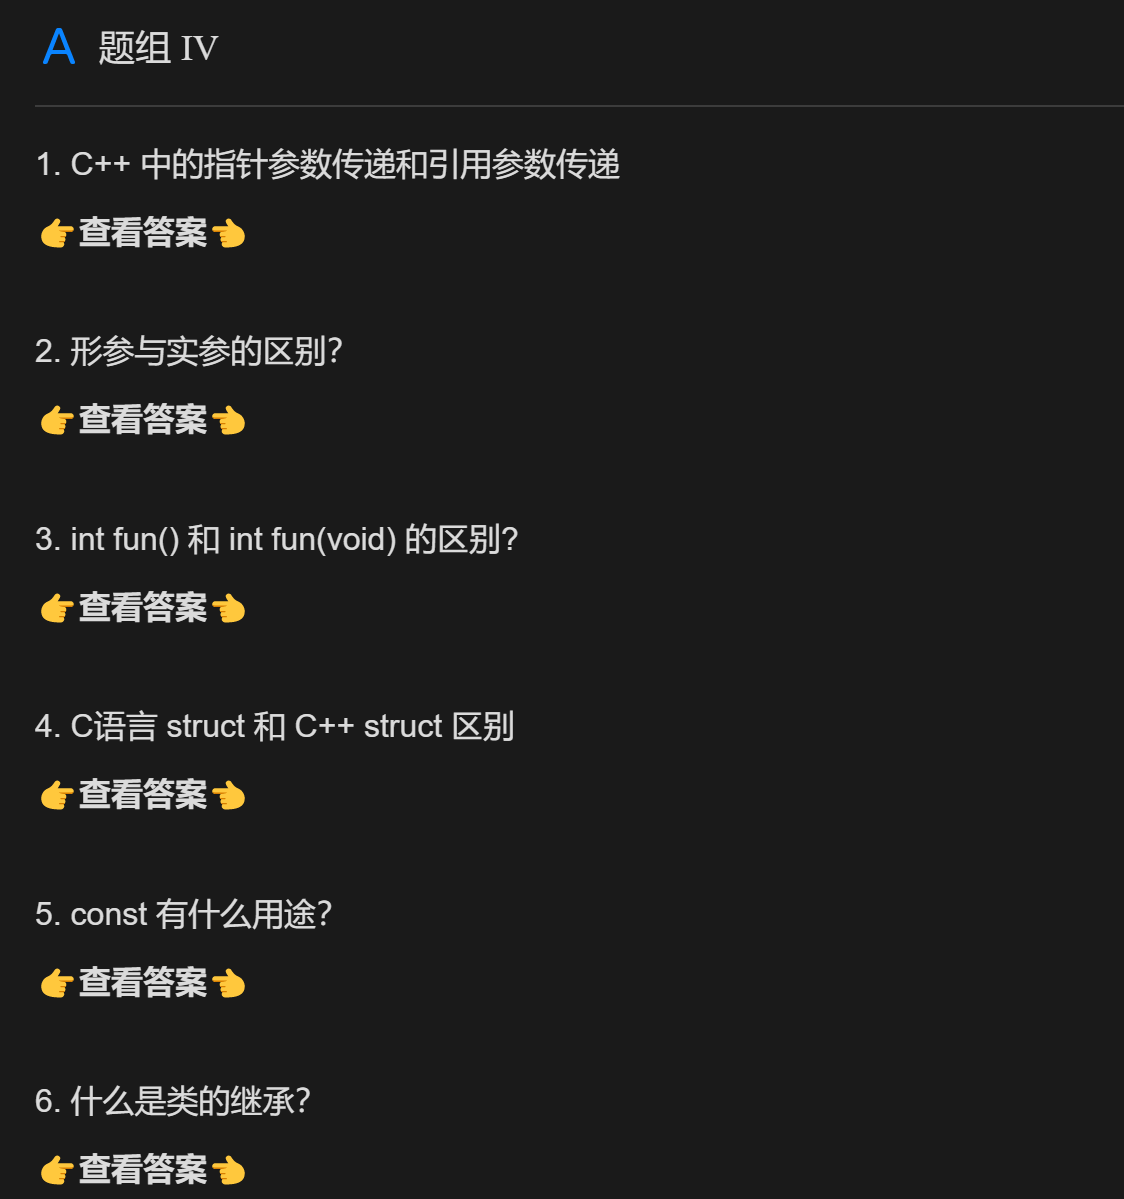 A 题组 IV
1. C++ 中的指针参数传递和引用参数传递
👉查看答案👈
2. 形参与实参的区别?
👉查看答案👈
3. int fun() 和 int fun(void) 的区别?
👉查看答案👈
4. C语言 struct 和 C++ struct 区别
👉查看答案👈
5. const 有什么用途?
👉查看答案👈
6. 什么是类的继承?
👉查看答案👈